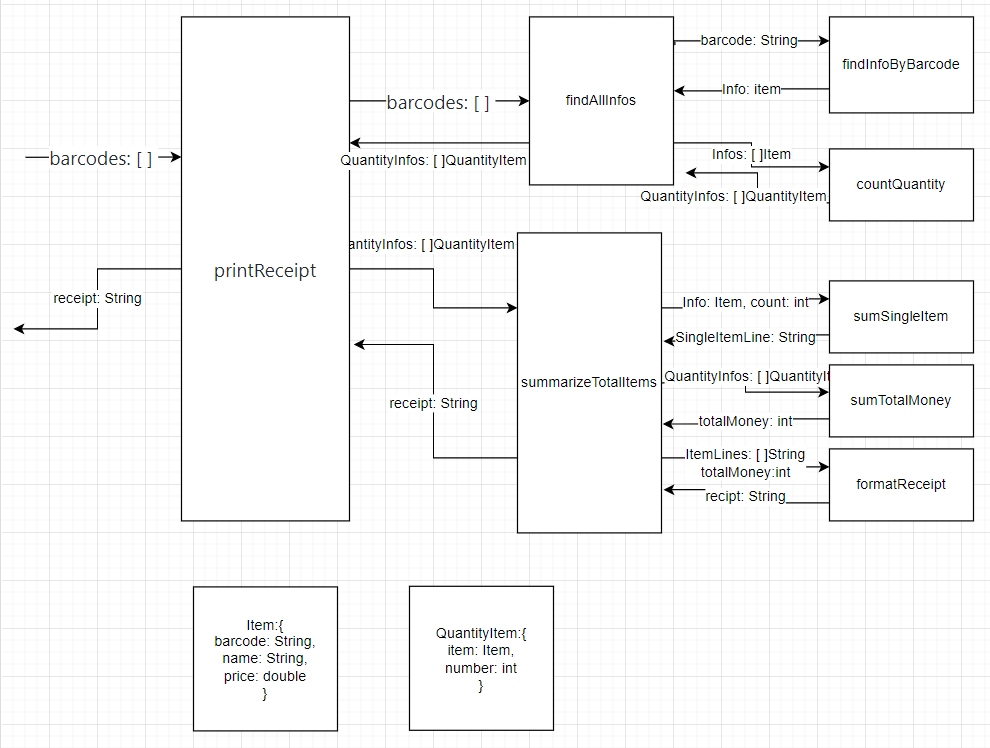 barcode: String
findInfoByBarcode
Info: item
barcodes: [ ]
findAllInfos
barcodes: [ ]
QuantityInfos: [ ]QuantityItem
Infos: [ ]Item
countQuantity
QuantityInfos: [ ]QuantityItem
antityInfos: [ ]QuantityItem
printReceipt
receipt: String
Info: Item, count: int
sumSingleItem
SingleItemLine: String
summarizeTotalItems
QuantityInfos: [ ]QuantityI
sumTotalMoney
receipt: String
totalMoney: int
ItemLines: [ ]String
totalMoney:int
formatReceipt
recipt: String
Item:{
barcode: String,
name: String,
price: double
}
QuantityItem:{
item: Item,
number: int
}